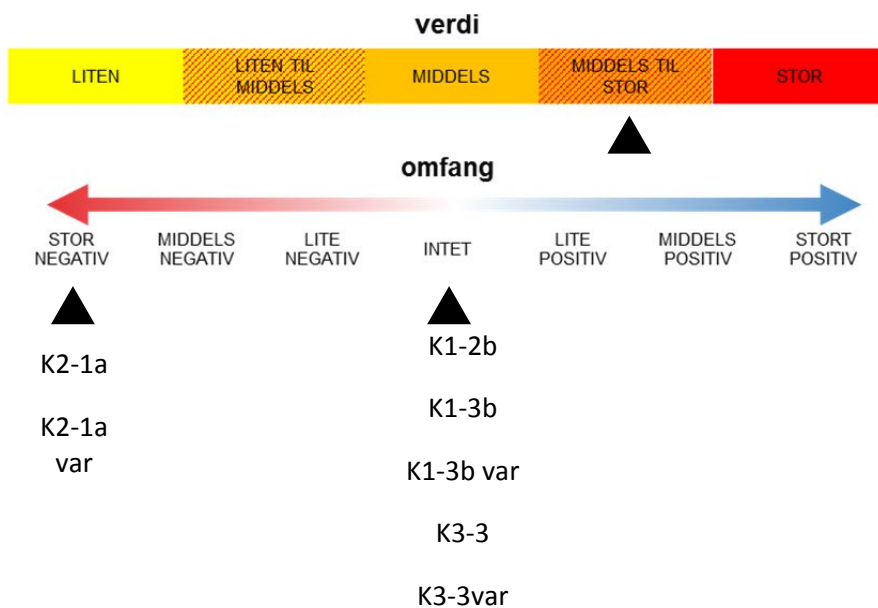 verdi
LITEN
LITEN TIL
MIDDELS
MIDDELS
MIDDELS TIL
STOR
STOR
omfang
STOR
NEGATIV
MIDDELS
NEGATIV
LITE
NEGATIV
INTET
LITE
POSITIV
MIDDELS
POSITIV
STORT
POSITIV
K2-1a
K2-1a
var
K1-2b
K1-3b
K1-3b var
K3-3
K3-3var